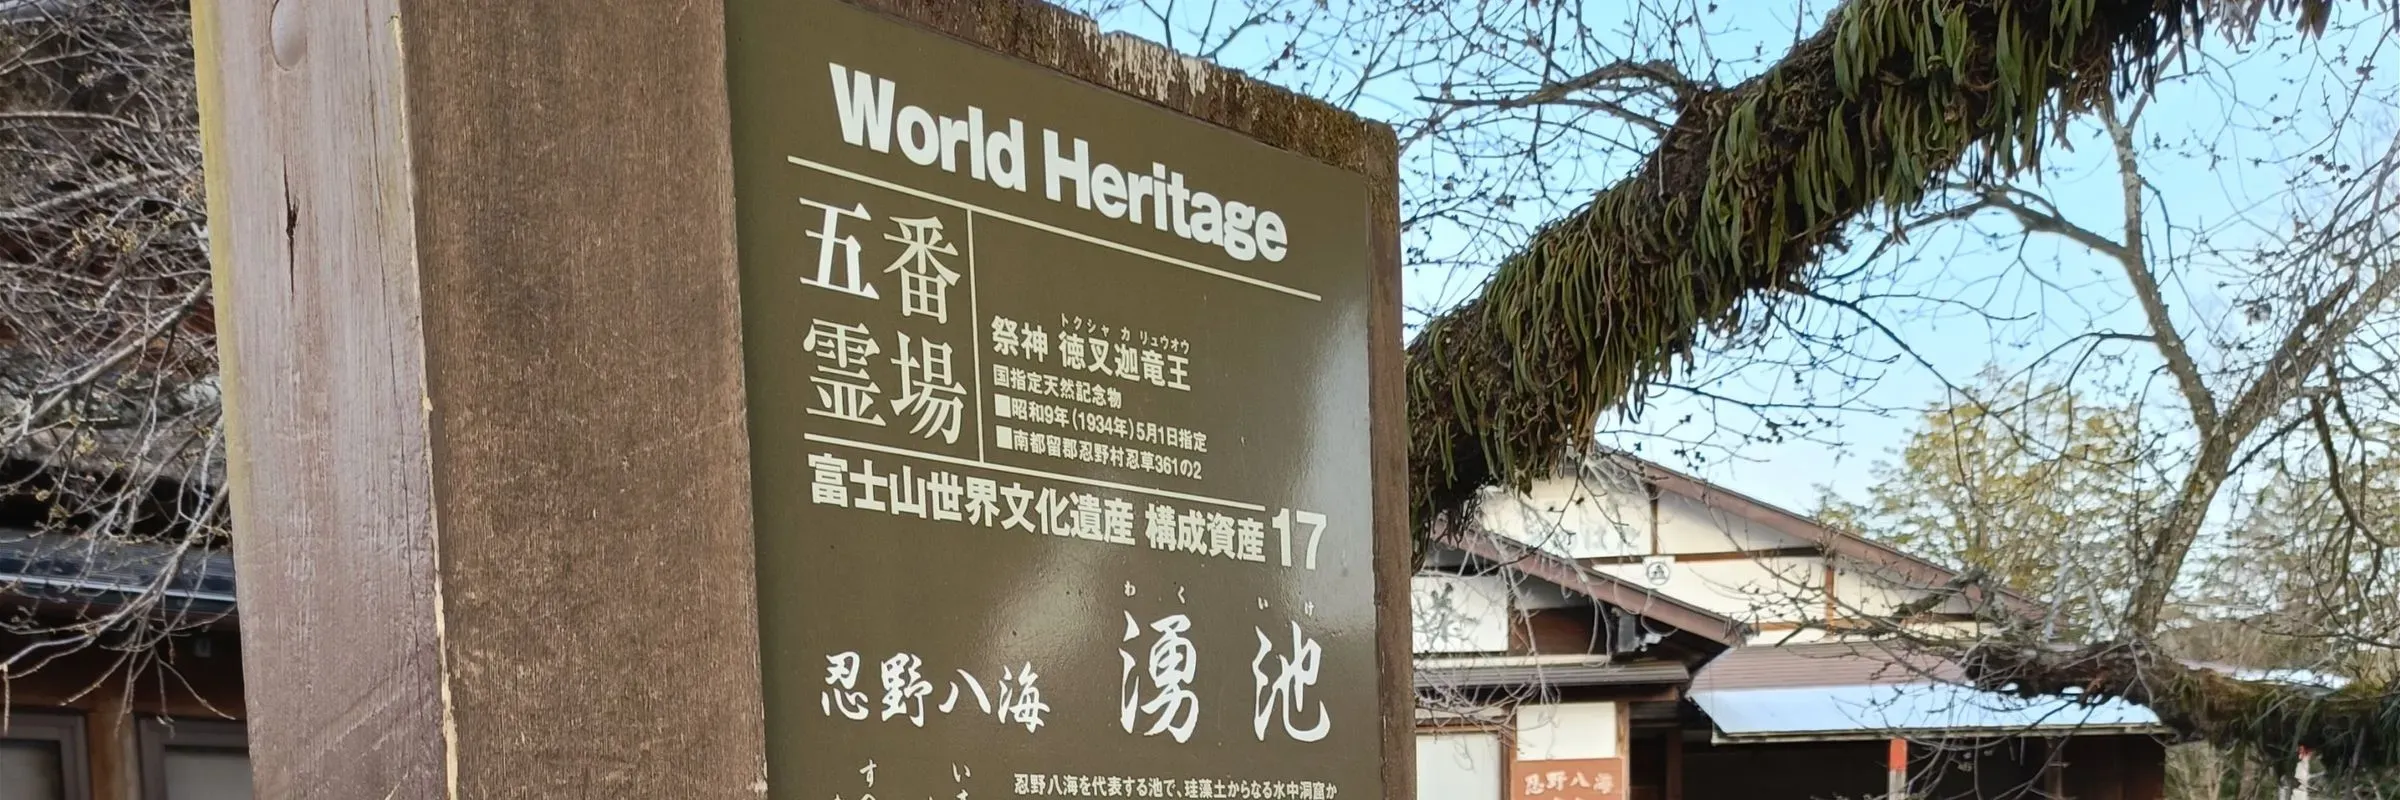 World Heritage
五番
霊場
トクシャ カ リュウオウ
祭神 徳叉迦竜王
国指定天然記念物
■昭和9年(1934年)5月1日指定
■南都留郡忍野村忍草361の2
富士山世界文化遺産 構成資産17
わく いけ
忍野八海 湧池
忍野八海を代表する池で、珪藻土からなる水中洞窟か
忍野八海